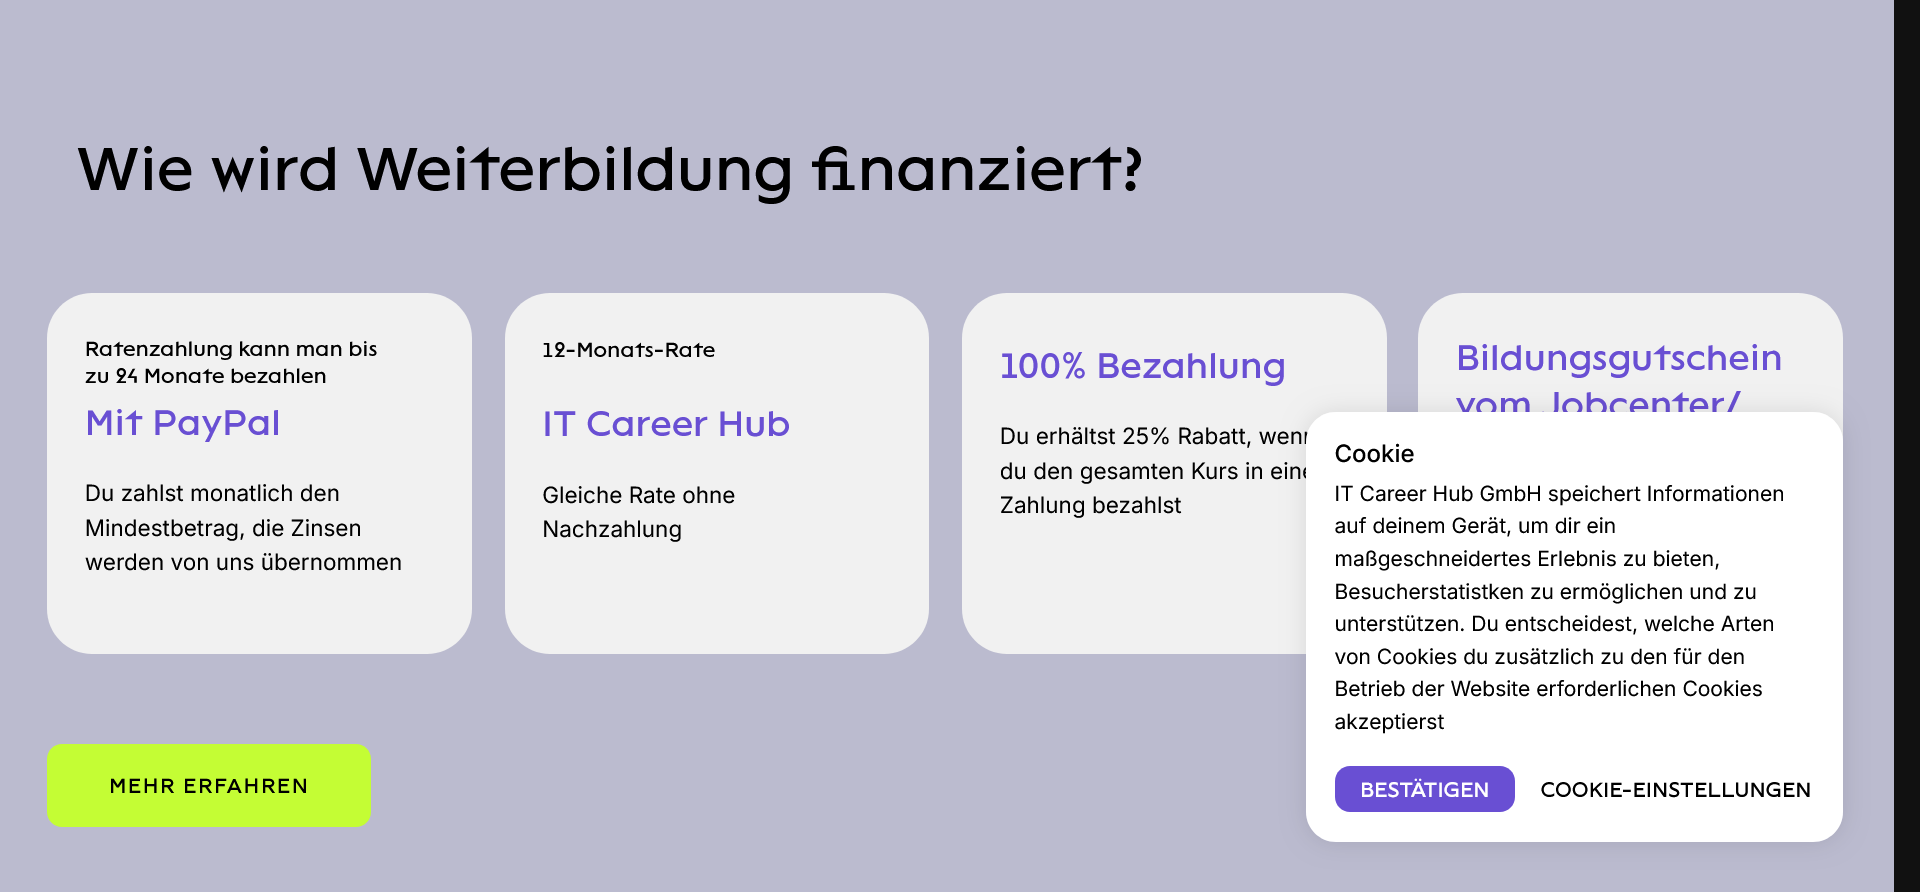 Wie wird Weiterbildung finanziert?
Ratenzahlung kann man bis
zu 24 Monate bezahlen
Mit PayPal
Du zahlst monatlich den
Mindestbetrag, die Zinsen
werden von uns übernommen
12-Monats-Rate
IT Career Hub
Gleiche Rate ohne
Nachzahlung
100% Bezahlung
Du erhältst 25% Rabatt, wenn
du den gesamten Kurs in
Zahlung bezahlst
Bildungsgutschein
vom Jobcenter/
MEHR ERFAHREN
Cookie
IT Career Hub GmbH speichert Informationen
auf deinem Gerät, um dir ein
maßgeschneidertes Erlebnis zu bieten,
Besucherstatistken zu ermöglichen und zu
unterstützen. Du entscheidest, welche Arten
von Cookies du zusätzlich zu den für den
Betrieb der Website erforderlichen Cookies
akzeptierst
BESTÄTIGEN
COOKIE-EINSTELLUNGEN